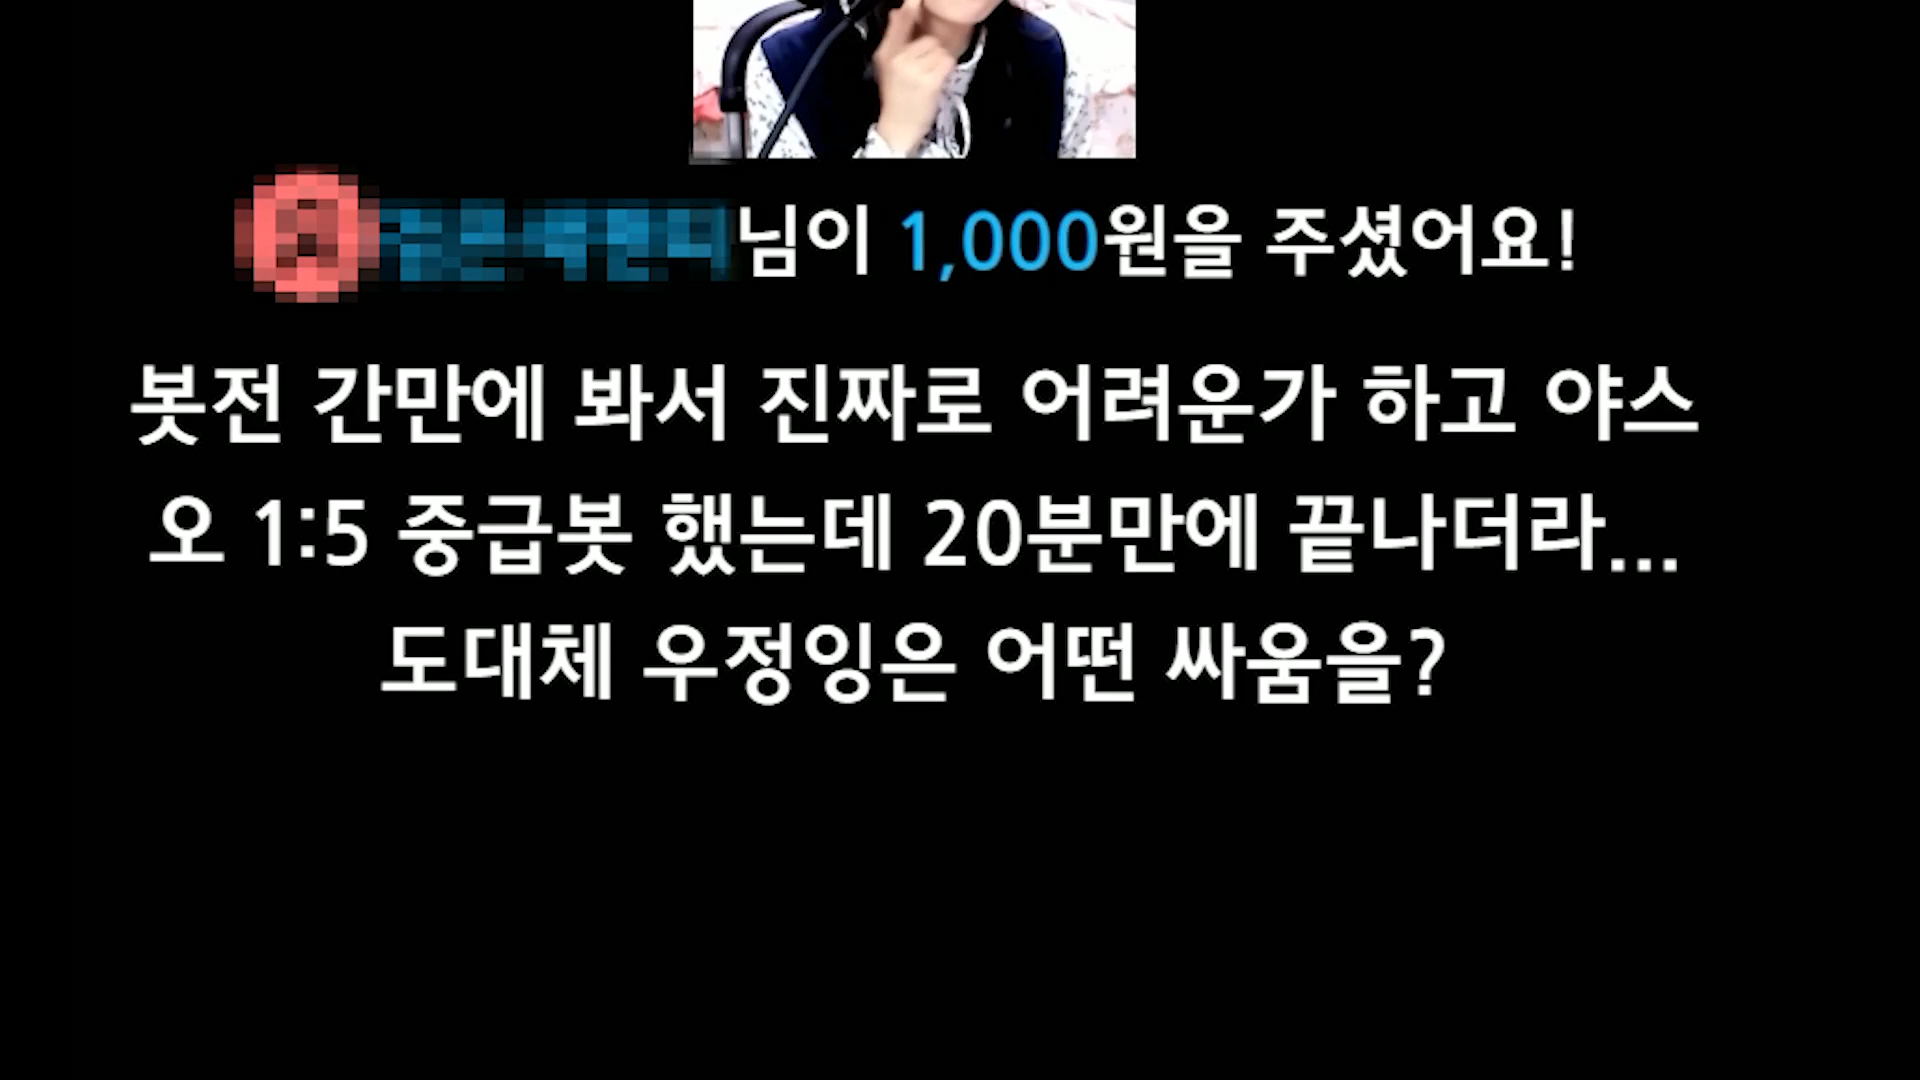 님이 1,000원을 주셨어요!
봇전 간만에 봐서 진짜로 어려운가 하고 야스
오 1:5 중급봇 했는데 20분만에 끝나더라...
도대체 우정잉은 어떤 싸움을?